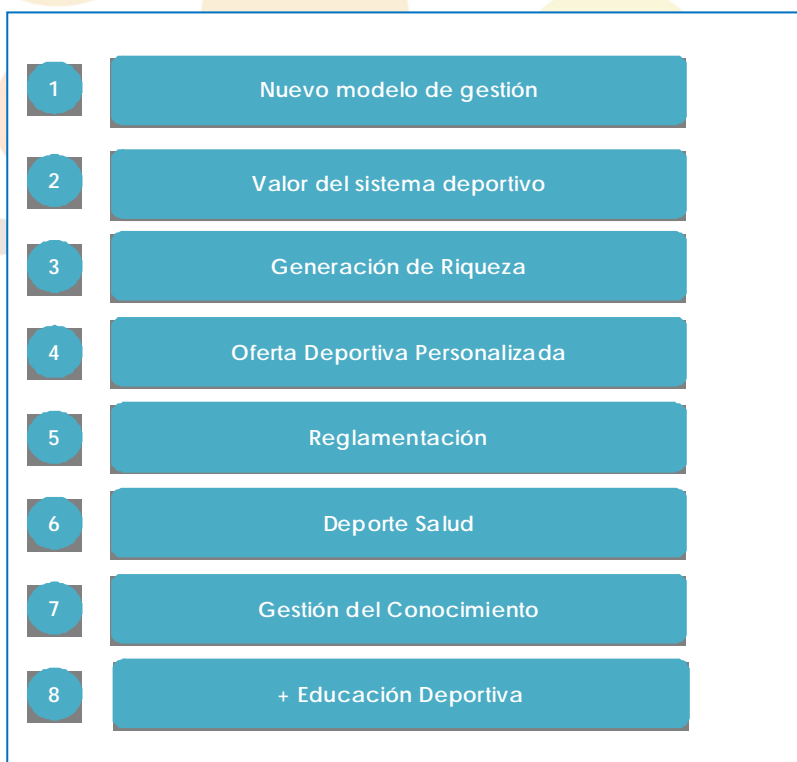 1 Nuevo modelo de gestión
2 Valor del sistema deportivo
3 Generación de Riqueza
4 Oferta Deportiva Personalizada
5 Reglamentación
6 Deporte Salud
7 Gestión del Conocimiento
8 + Educación Deportiva